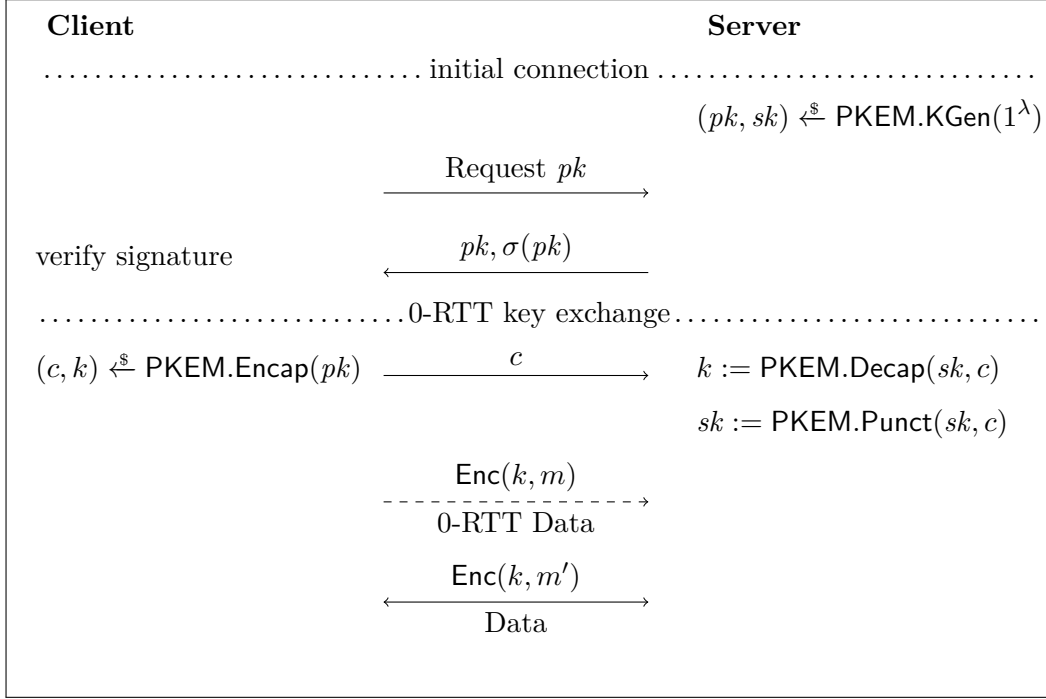 Client Server
initial connection
(pk, sk) ←$ PKEM.KGen(1^λ)
Request pk
verify signature pk, σ(pk)
0-RTT key exchange
(c, k) ←$ PKEM.Encap(pk) c k := PKEM.Decap(sk, c)
sk := PKEM.Punct(sk, c)
Enc(k, m)
0-RTT Data
Enc(k, m′)
Data